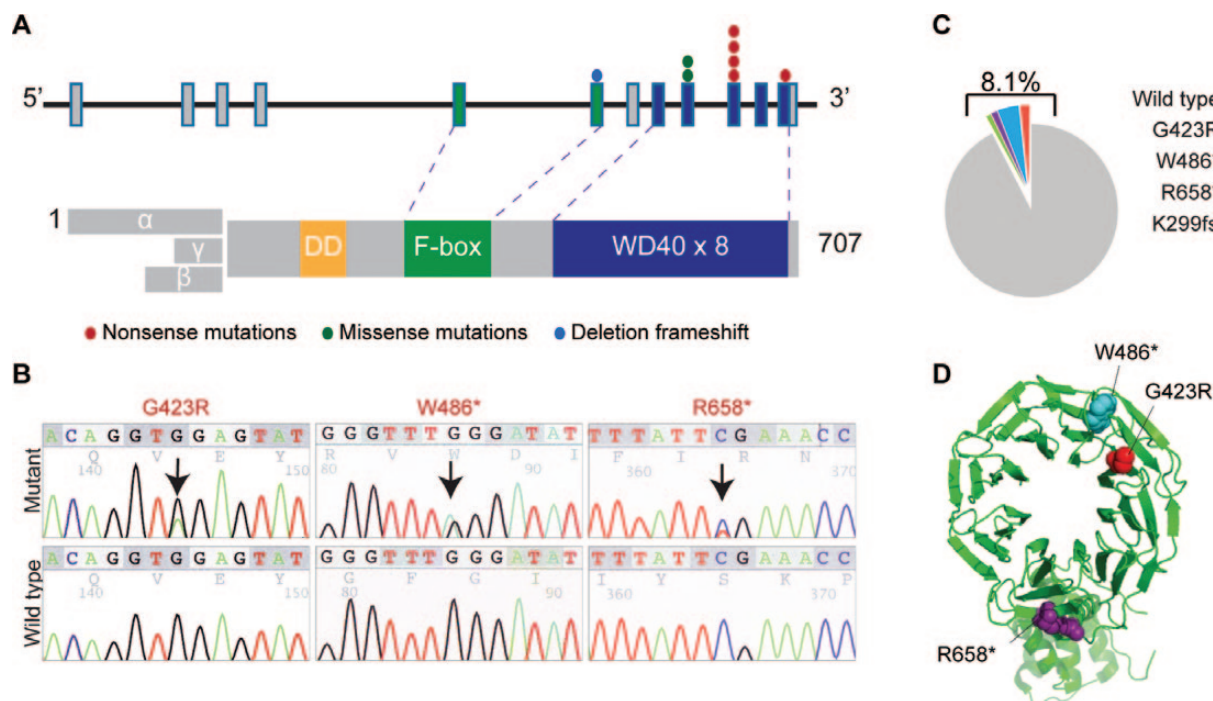 A
5’
3’
1
α
γ
β
DD
F-box
WD40 x 8
707
Nonsense mutations
Missense mutations
Deletion frameshift
B
G423R
W486*
R658*
Mutant
A C A G G T G G A G T A T
Q V E Y
140 150
G G G T T T G G G A T A T
R V W D I
80 90
T T T A T T C G A A A C C
F I R N
360 370
Wild type
A C A G G T G G A G T A T
Q V E Y
140 150
G G G T T T G G G A T A T
G F G I
80 90
T T T A T T C G A A A C C
I Y S K P
360 370
C
8.1%
Wild type
G423R
W486*
R658*
K299fs
D
W486*
G423R
R658*